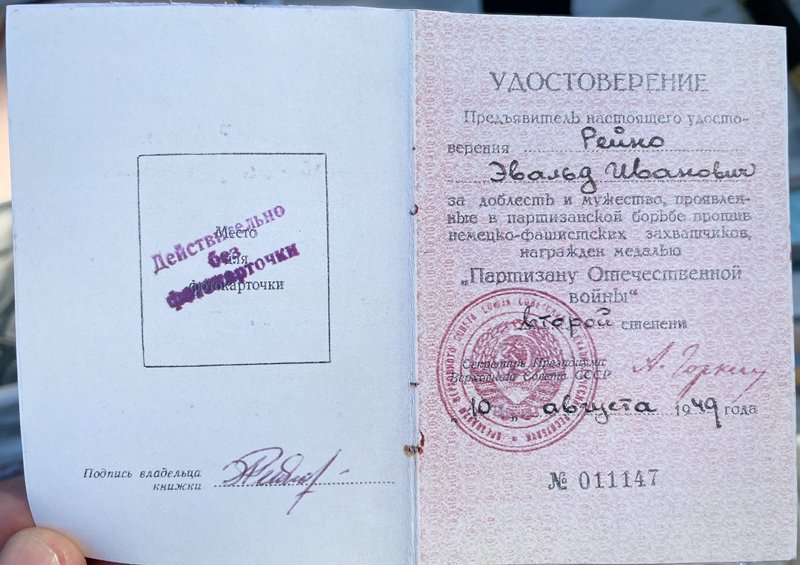 Место
для
фотокарточки
Действительно
без
фотокарточки
Подпись владельца
книжки
УДОСТОВЕРЕНИЕ
Предъявитель настоящего удосто-
верения Рейно
Эвальд Иванович
за доблесть и мужество, проявлен-
ные в партизанской борьбе против
немецко-фашистских захватчиков,
награжден медалью
„Партизану Отечественной
войны“
второй степени
Секретарь Президиума
Верховного Совета СССР
А. Горкин
„10„ августа 1949 года
№ 011147